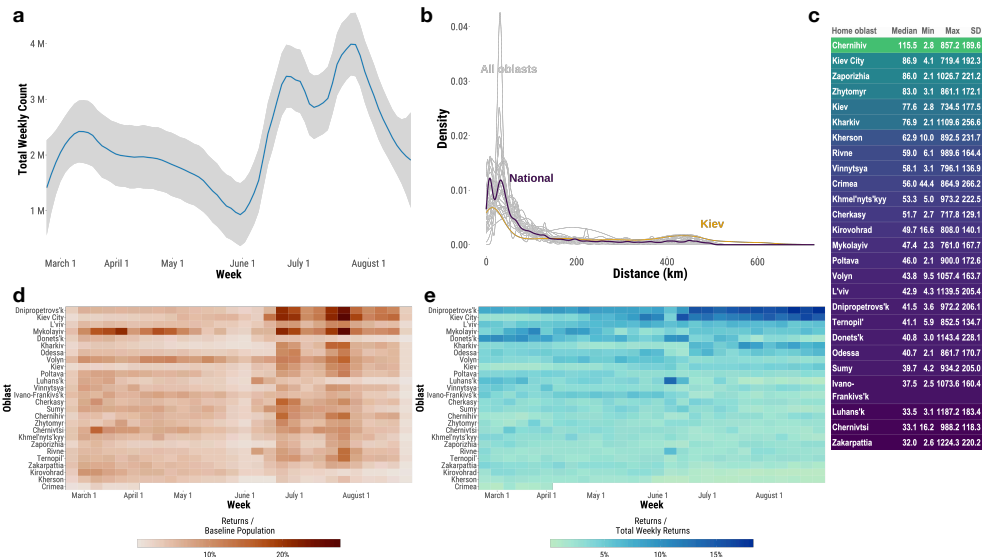 a
Total Weekly Count
4 M
3 M
2 M
1 M
March 1 April 1 May 1 June 1 July 1 August 1
Week
b
Density
0.04
0.03
0.02
0.01
0.00
All oblasts
National
Kiev
0 200 400 600
Distance (km)
c
Home oblast Median Min Max SD
Chernihiv 115.5 2.8 857.2 189.6
Kiev City 86.9 4.1 719.4 192.3
Zaporizhia 86.0 2.1 1026.7 221.2
Zhytomyr 83.0 3.1 861.1 172.1
Kiev 77.6 2.8 734.5 177.5
Kharkiv 76.9 2.1 1109.6 256.6
Kherson 62.9 10.0 892.5 231.7
Rivne 59.0 6.1 989.6 164.4
Vinnytsya 58.1 3.1 796.1 136.9
Crimea 56.0 44.4 864.9 266.2
Khmel'nyts'kyy 53.3 5.0 973.2 222.5
Cherkasy 51.7 2.7 717.8 129.1
Kirovohrad 49.7 16.6 808.0 140.1
Mykolayiv 47.4 2.3 761.0 167.7
Poltava 46.0 2.1 900.0 172.6
Volyn 43.8 9.5 1057.4 163.7
L'viv 42.9 4.3 1139.5 205.4
Dnipropetrovs'k 41.5 3.6 972.2 206.1
Ternopil' 41.1 5.9 852.5 134.7
Donets'k 40.8 3.0 1143.4 228.1
Odessa 40.7 2.1 861.7 170.7
Sumy 39.7 4.2 934.2 205.0
Ivano- 37.5 2.5 1073.6 160.4
Frankivs'k
Luhans'k 33.5 3.1 1187.2 183.4
Chernivtsi 33.1 16.2 988.2 118.3
Zakarpattia 32.0 2.6 1224.3 220.2
d
Oblast
Dnipropetrovs'k
Kiev City
L'viv
Mykolayiv
Donets'k
Kharkiv
Odessa
Volyn
Kiev
Poltava
Luhans'k
Vinnytsya
Ivano-Frankivs'k
Cherkasy
Sumy
Chernihiv
Zhytomyr
Chernivtsi
Khmel'nyts'kyy
Zaporizhia
Rivne
Ternopil'
Zakarpattia
Kirovohrad
Kherson
Crimea
March 1 April 1 May 1 June 1 July 1 August 1
Week
Returns /
Baseline Population
10% 20%
e
Oblast
Dnipropetrovs'k
Kiev City
L'viv
Mykolayiv
Donets'k
Kharkiv
Odessa
Volyn
Kiev
Poltava
Luhans'k
Vinnytsya
Ivano-Frankivs'k
Cherkasy
Sumy
Chernihiv
Zhytomyr
Chernivtsi
Khmel'nyts'kyy
Zaporizhia
Rivne
Ternopil'
Zakarpattia
Kirovohrad
Kherson
Crimea
March 1 April 1 May 1 June 1 July 1 August 1
Week
Returns /
Total Weekly Returns
5% 15%